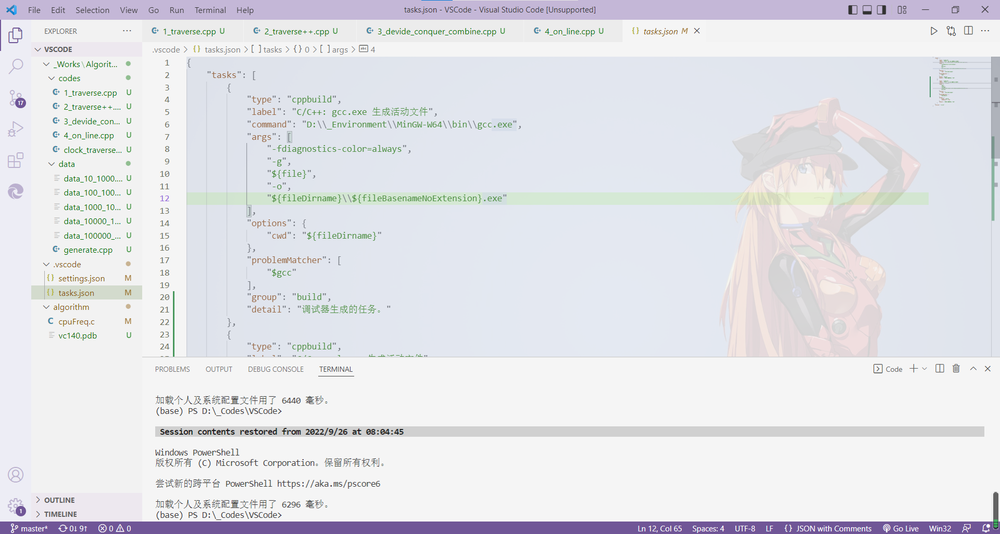 File Edit Selection View Go Run Terminal Help
tasks.json - VSCode - Visual Studio Code [Unsupported]
EXPLORER
1_traverse.cpp U
2_traverse++.cpp U
3_devide_conquer_combine.cpp U
4_on_line.cpp U
{} tasks.json M
VSCODE
.vscode > {} tasks.json > [ ] tasks > {} 0 > [ ] args > abc 4
_Works\Algorit...
codes
1_traverse.cpp U
2_traverse++.... U
3_devide_con... U
4_on_line.cpp U
clock_traverse... U
data
data_10_1000.... U
data_100_100... U
data_1000_10... U
data_10000_1... U
data_100000_... U
generate.cpp U
.vscode
{} settings.json M
{} tasks.json M
algorithm
C cpuFreq.c M
vc140.pdb U
17
1
OUTLINE
TIMELINE
1 {
2 "tasks": [
3 {
4 "type": "cppbuild",
5 "label": "C/C++: gcc.exe 生成活动文件",
6 "command": "D:\\_Environment\\MinGW-W64\\bin\\gcc.exe",
7 "args": [
8 "-fdiagnostics-color=always",
9 "-g",
10 "${file}",
11 "-o",
12 "${fileDirname}\\${fileBasenameNoExtension}.exe"
13 ],
14 "options": {
15 "cwd": "${fileDirname}"
16 },
17 "problemMatcher": [
18 "$gcc"
19 ],
20 "group": "build",
21 "detail": "调试器生成的任务。"
22 },
23 {
24 "type": "cppbuild",
PROBLEMS OUTPUT DEBUG CONSOLE TERMINAL
Code
加载个人及系统配置文件用了 6440 毫秒。
(base) PS D:\_Codes\VSCode>
Session contents restored from 2022/9/26 at 08:04:45
Windows PowerShell
版权所有 (C) Microsoft Corporation。保留所有权利。
尝试新的跨平台 PowerShell https://aka.ms/pscore6
加载个人及系统配置文件用了 6296 毫秒。
(base) PS D:\_Codes\VSCode>
master* 0↓ 9↑ 0 0
Ln 12, Col 65 Spaces: 4 UTF-8 LF {} JSON with Comments Go Live Win32